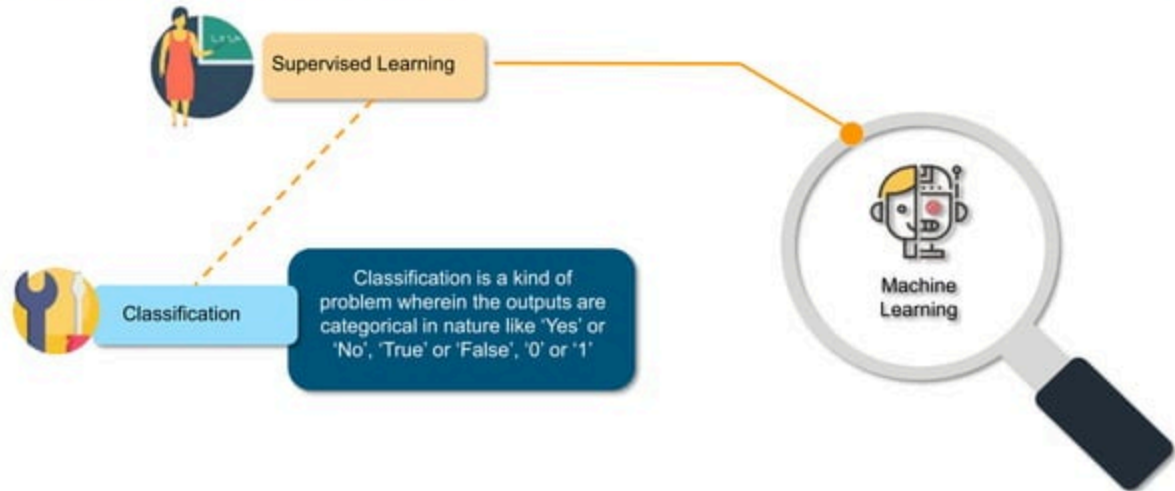 Supervised Learning
Classification
Classification is a kind of
problem wherein the outputs are
categorical in nature like ‘Yes’ or
‘No’, ‘True’ or ‘False’, ‘0’ or ‘1’
Machine
Learning